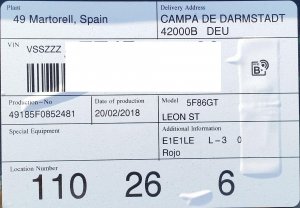 Plant
49 Martorell, Spain
Delivery Address
CAMPA DE DARMSTADT
42000B DEU
VIN
VSSZZZ
Production-No
49185F0852481
Date of production
20/02/2018
Model
5F86GT
LEON ST
Special Equipment
Additional Information
E1E1LE L-3 0
Rojo
Location Number
110 26 6